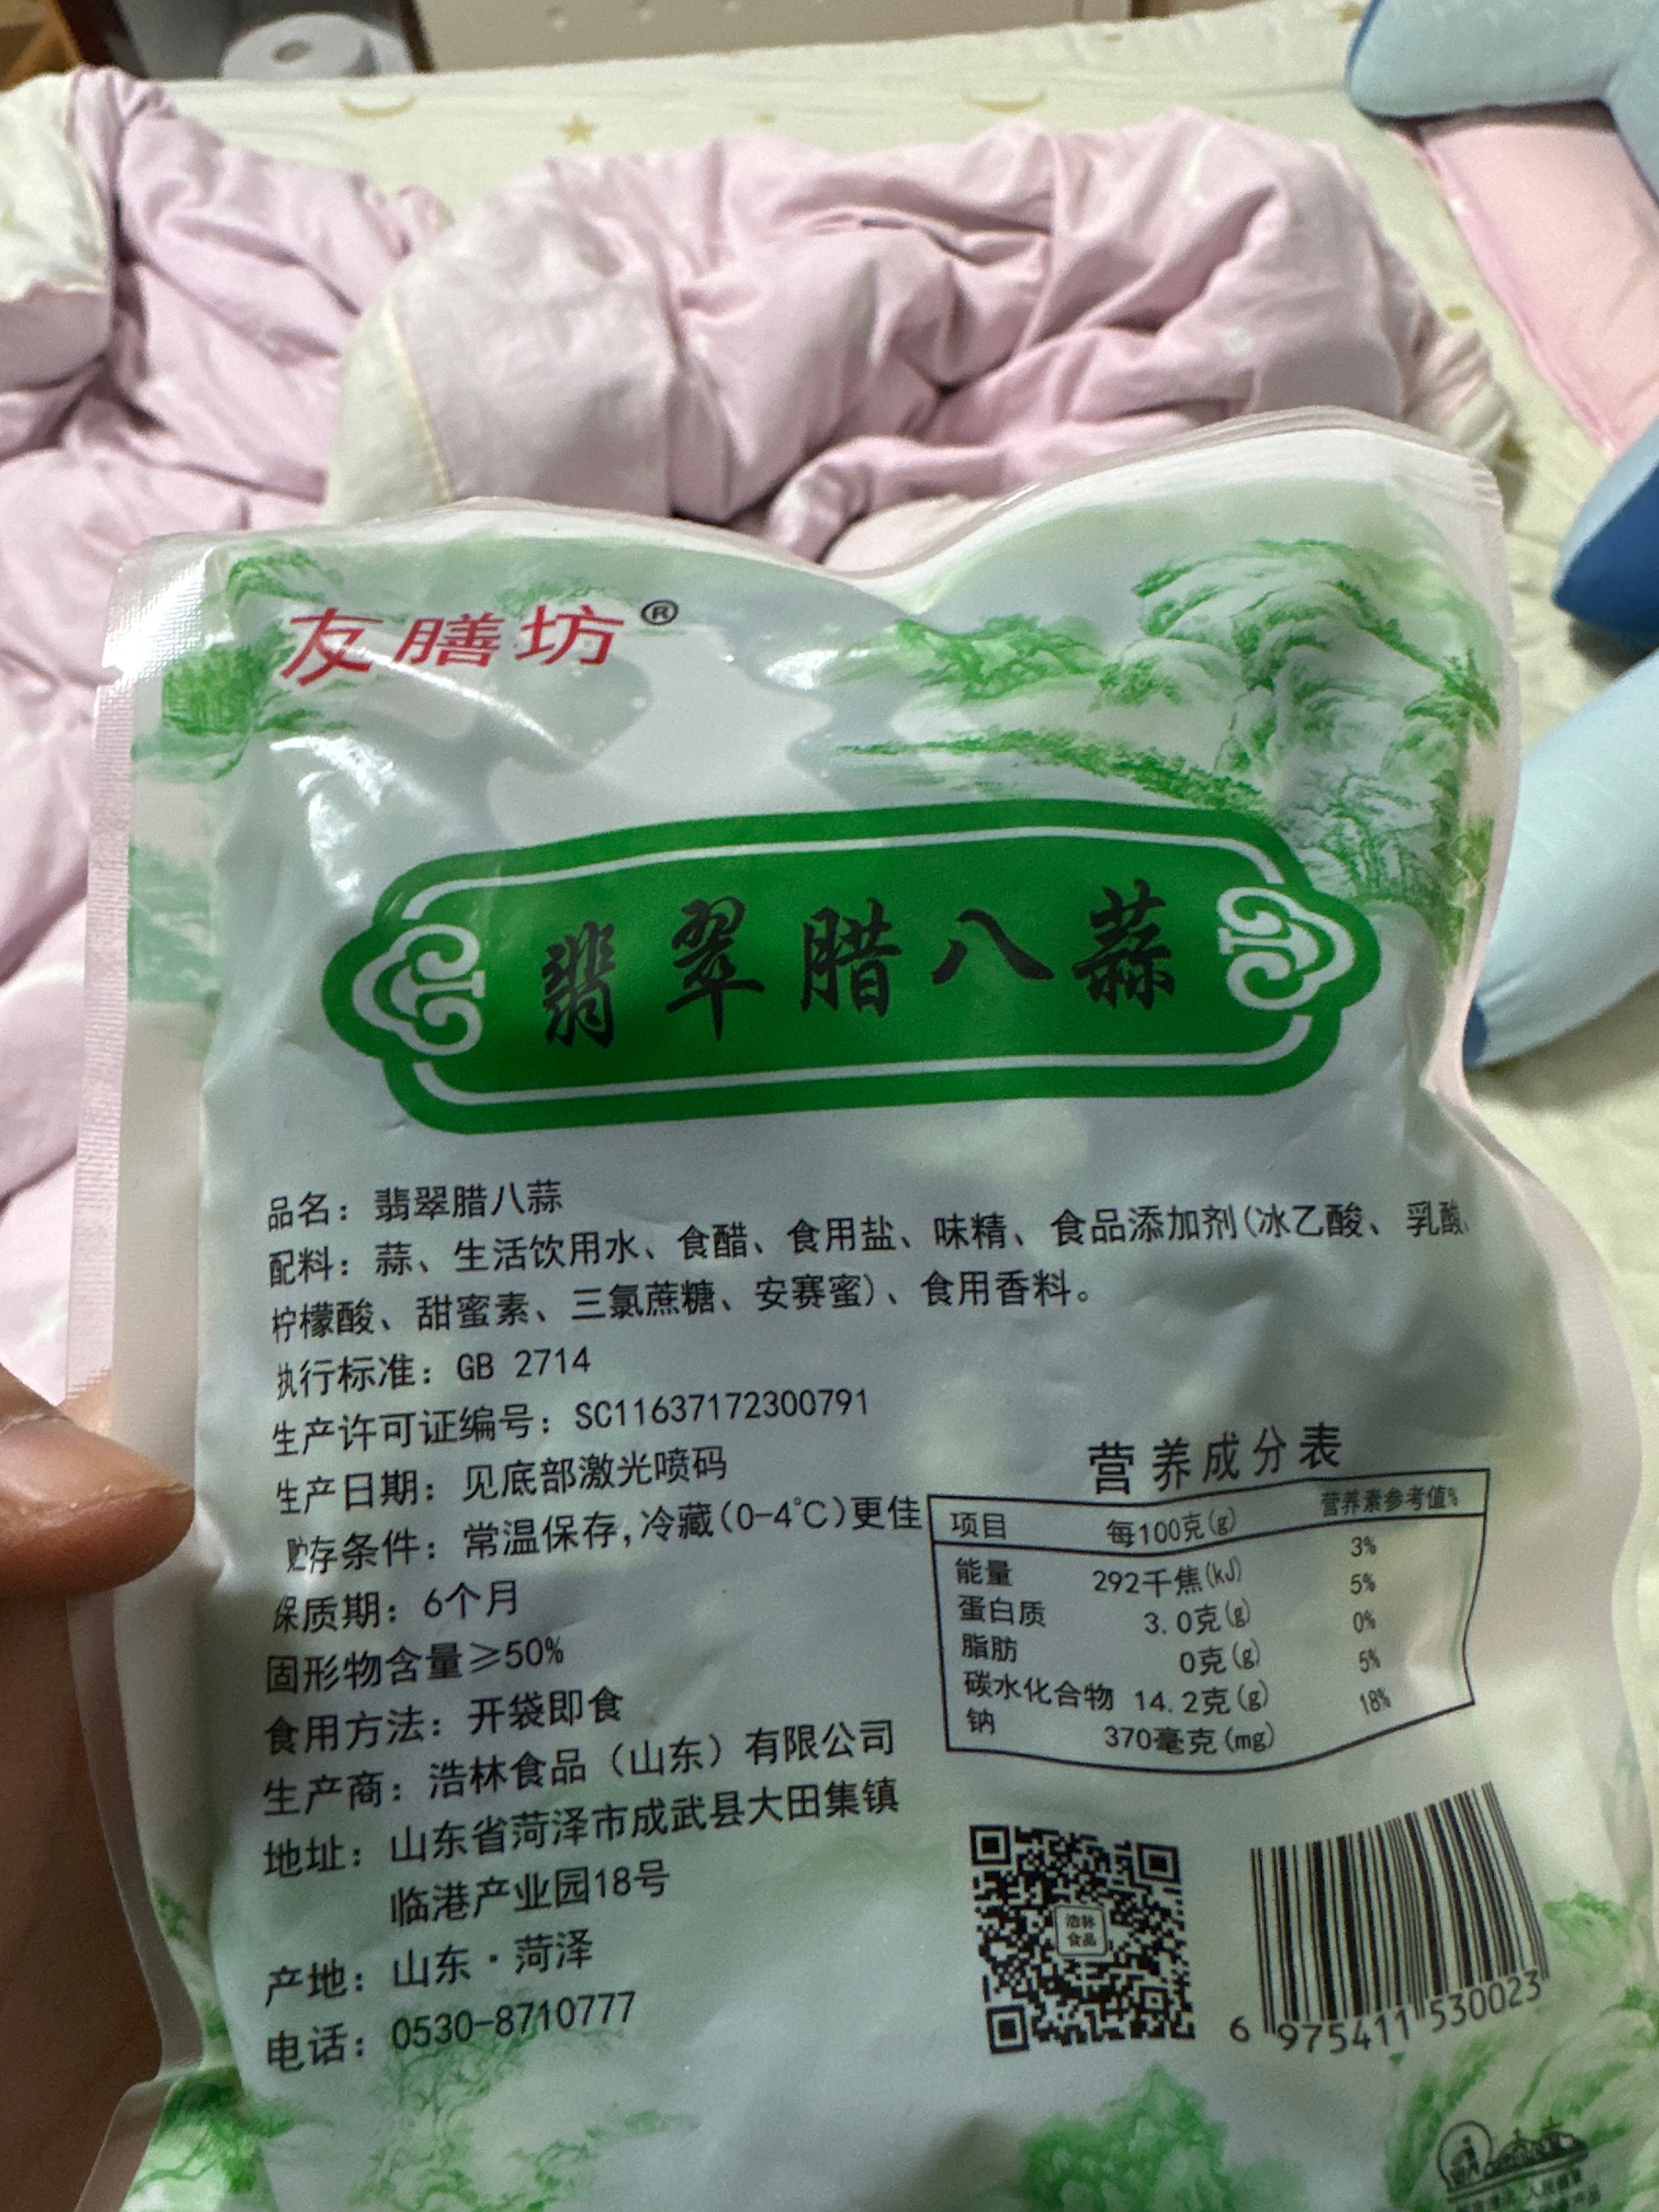 友膳坊®
翡翠腊八蒜
品名：翡翠腊八蒜
配料：蒜、生活饮用水、食醋、食用盐、味精、食品添加剂(冰乙酸、乳酸、
柠檬酸、甜蜜素、三氯蔗糖、安赛蜜)、食用香料。
执行标准：GB 2714
生产许可证编号：SC11637172300791
生产日期：见底部激光喷码
贮存条件：常温保存,冷藏(0-4℃)更佳
保质期：6个月
固形物含量≥50%
食用方法：开袋即食
生产商：浩林食品（山东）有限公司
地址：山东省菏泽市成武县大田集镇
临港产业园18号
产地：山东·菏泽
电话：0530-8710777
营养成分表
项目 每100克(g) 营养素参考值%
能量 292千焦(kJ) 3%
蛋白质 3.0克(g) 5%
脂肪 0克(g) 0%
碳水化合物 14.2克(g) 5%
钠 370毫克(mg) 18%
浩林
食品
6 975411 530023